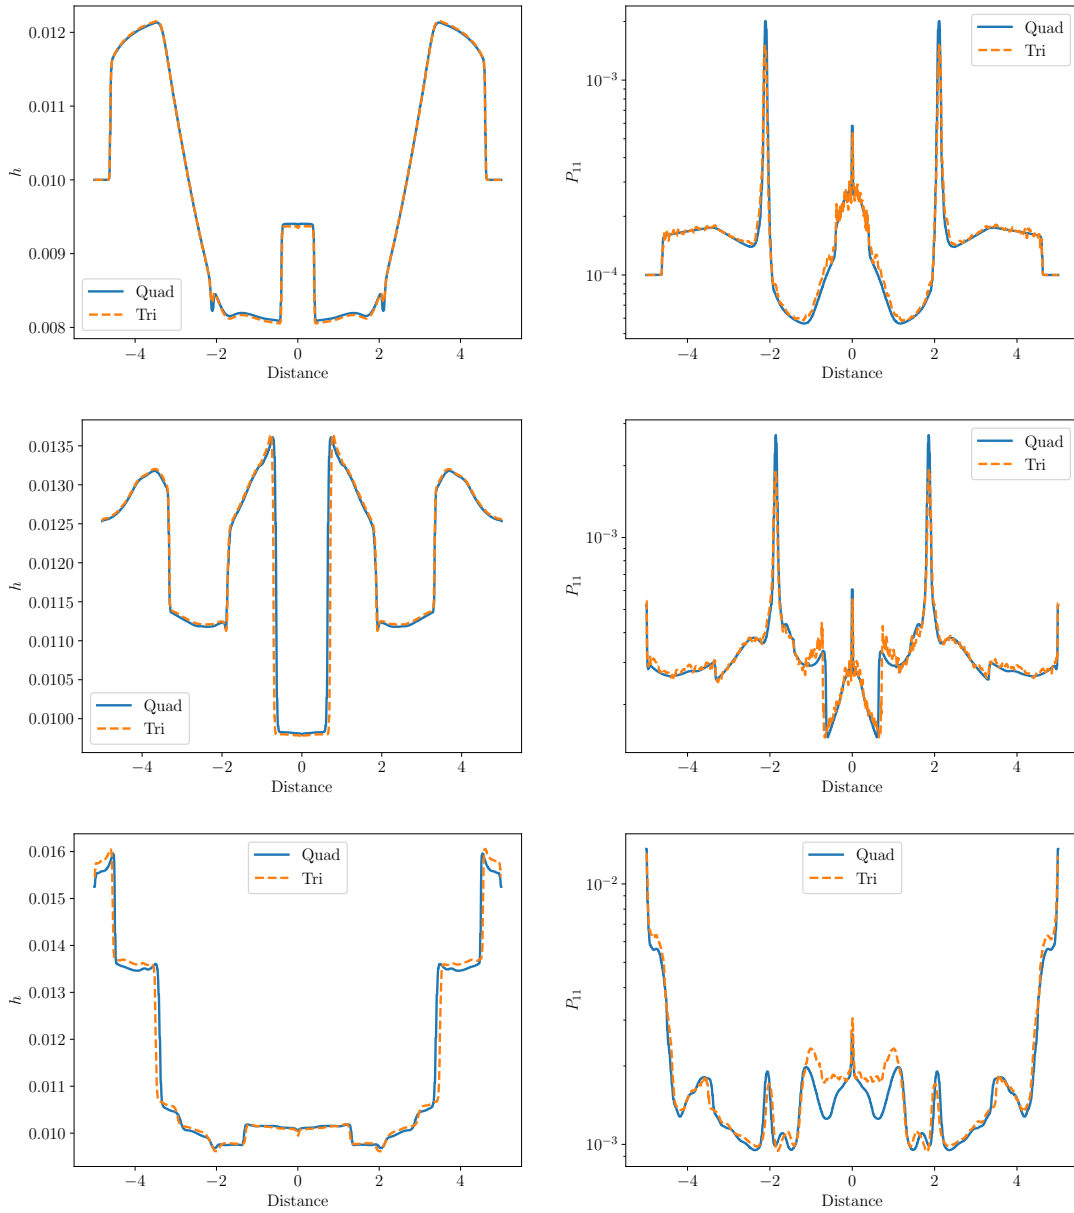 0.012
0.011
0.010
0.009
0.008
h
Quad
Tri
−4
−2
0
2
4
Distance
10⁻³
10⁻⁴
P₁₁
Quad
Tri
−4
−2
0
2
4
Distance
0.0135
0.0130
0.0125
0.0120
0.0115
0.0110
0.0105
0.0100
h
Quad
Tri
−4
−2
0
2
4
Distance
10⁻³
P₁₁
Quad
Tri
−4
−2
0
2
4
Distance
0.016
0.015
0.014
0.013
0.012
0.011
0.010
h
Quad
Tri
−4
−2
0
2
4
Distance
10⁻²
10⁻³
P₁₁
Quad
Tri
−4
−2
0
2
4
Distance